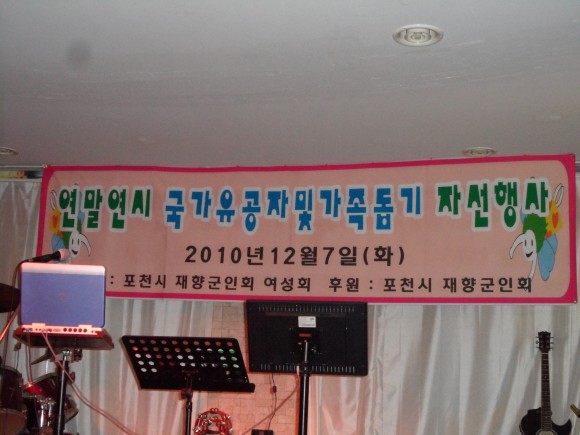 연말연시 국가유공자및가족돕기 자선행사
2010년12월7일(화)
: 포천시 재향군인회 여성회 후원 : 포천시 재향군인회